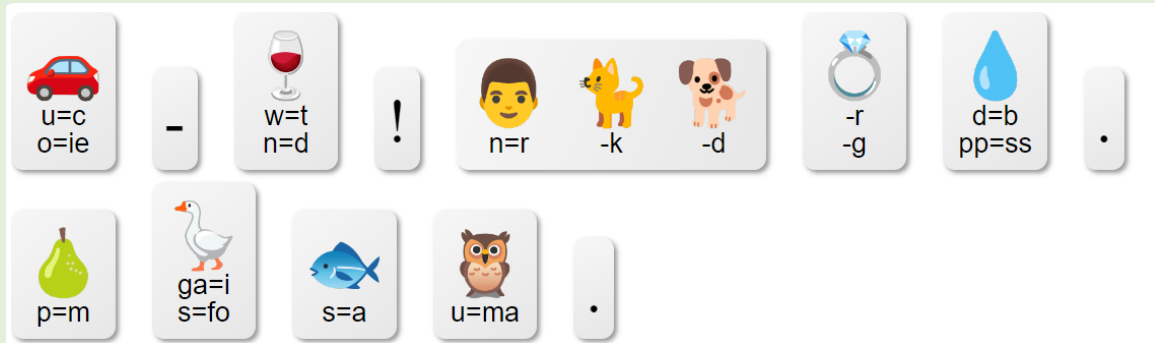 u=c o=ie - w=t n=d ! n=r -k -d -r -g d=b pp=ss .
p=m ga=i s=fo s=a u=ma .